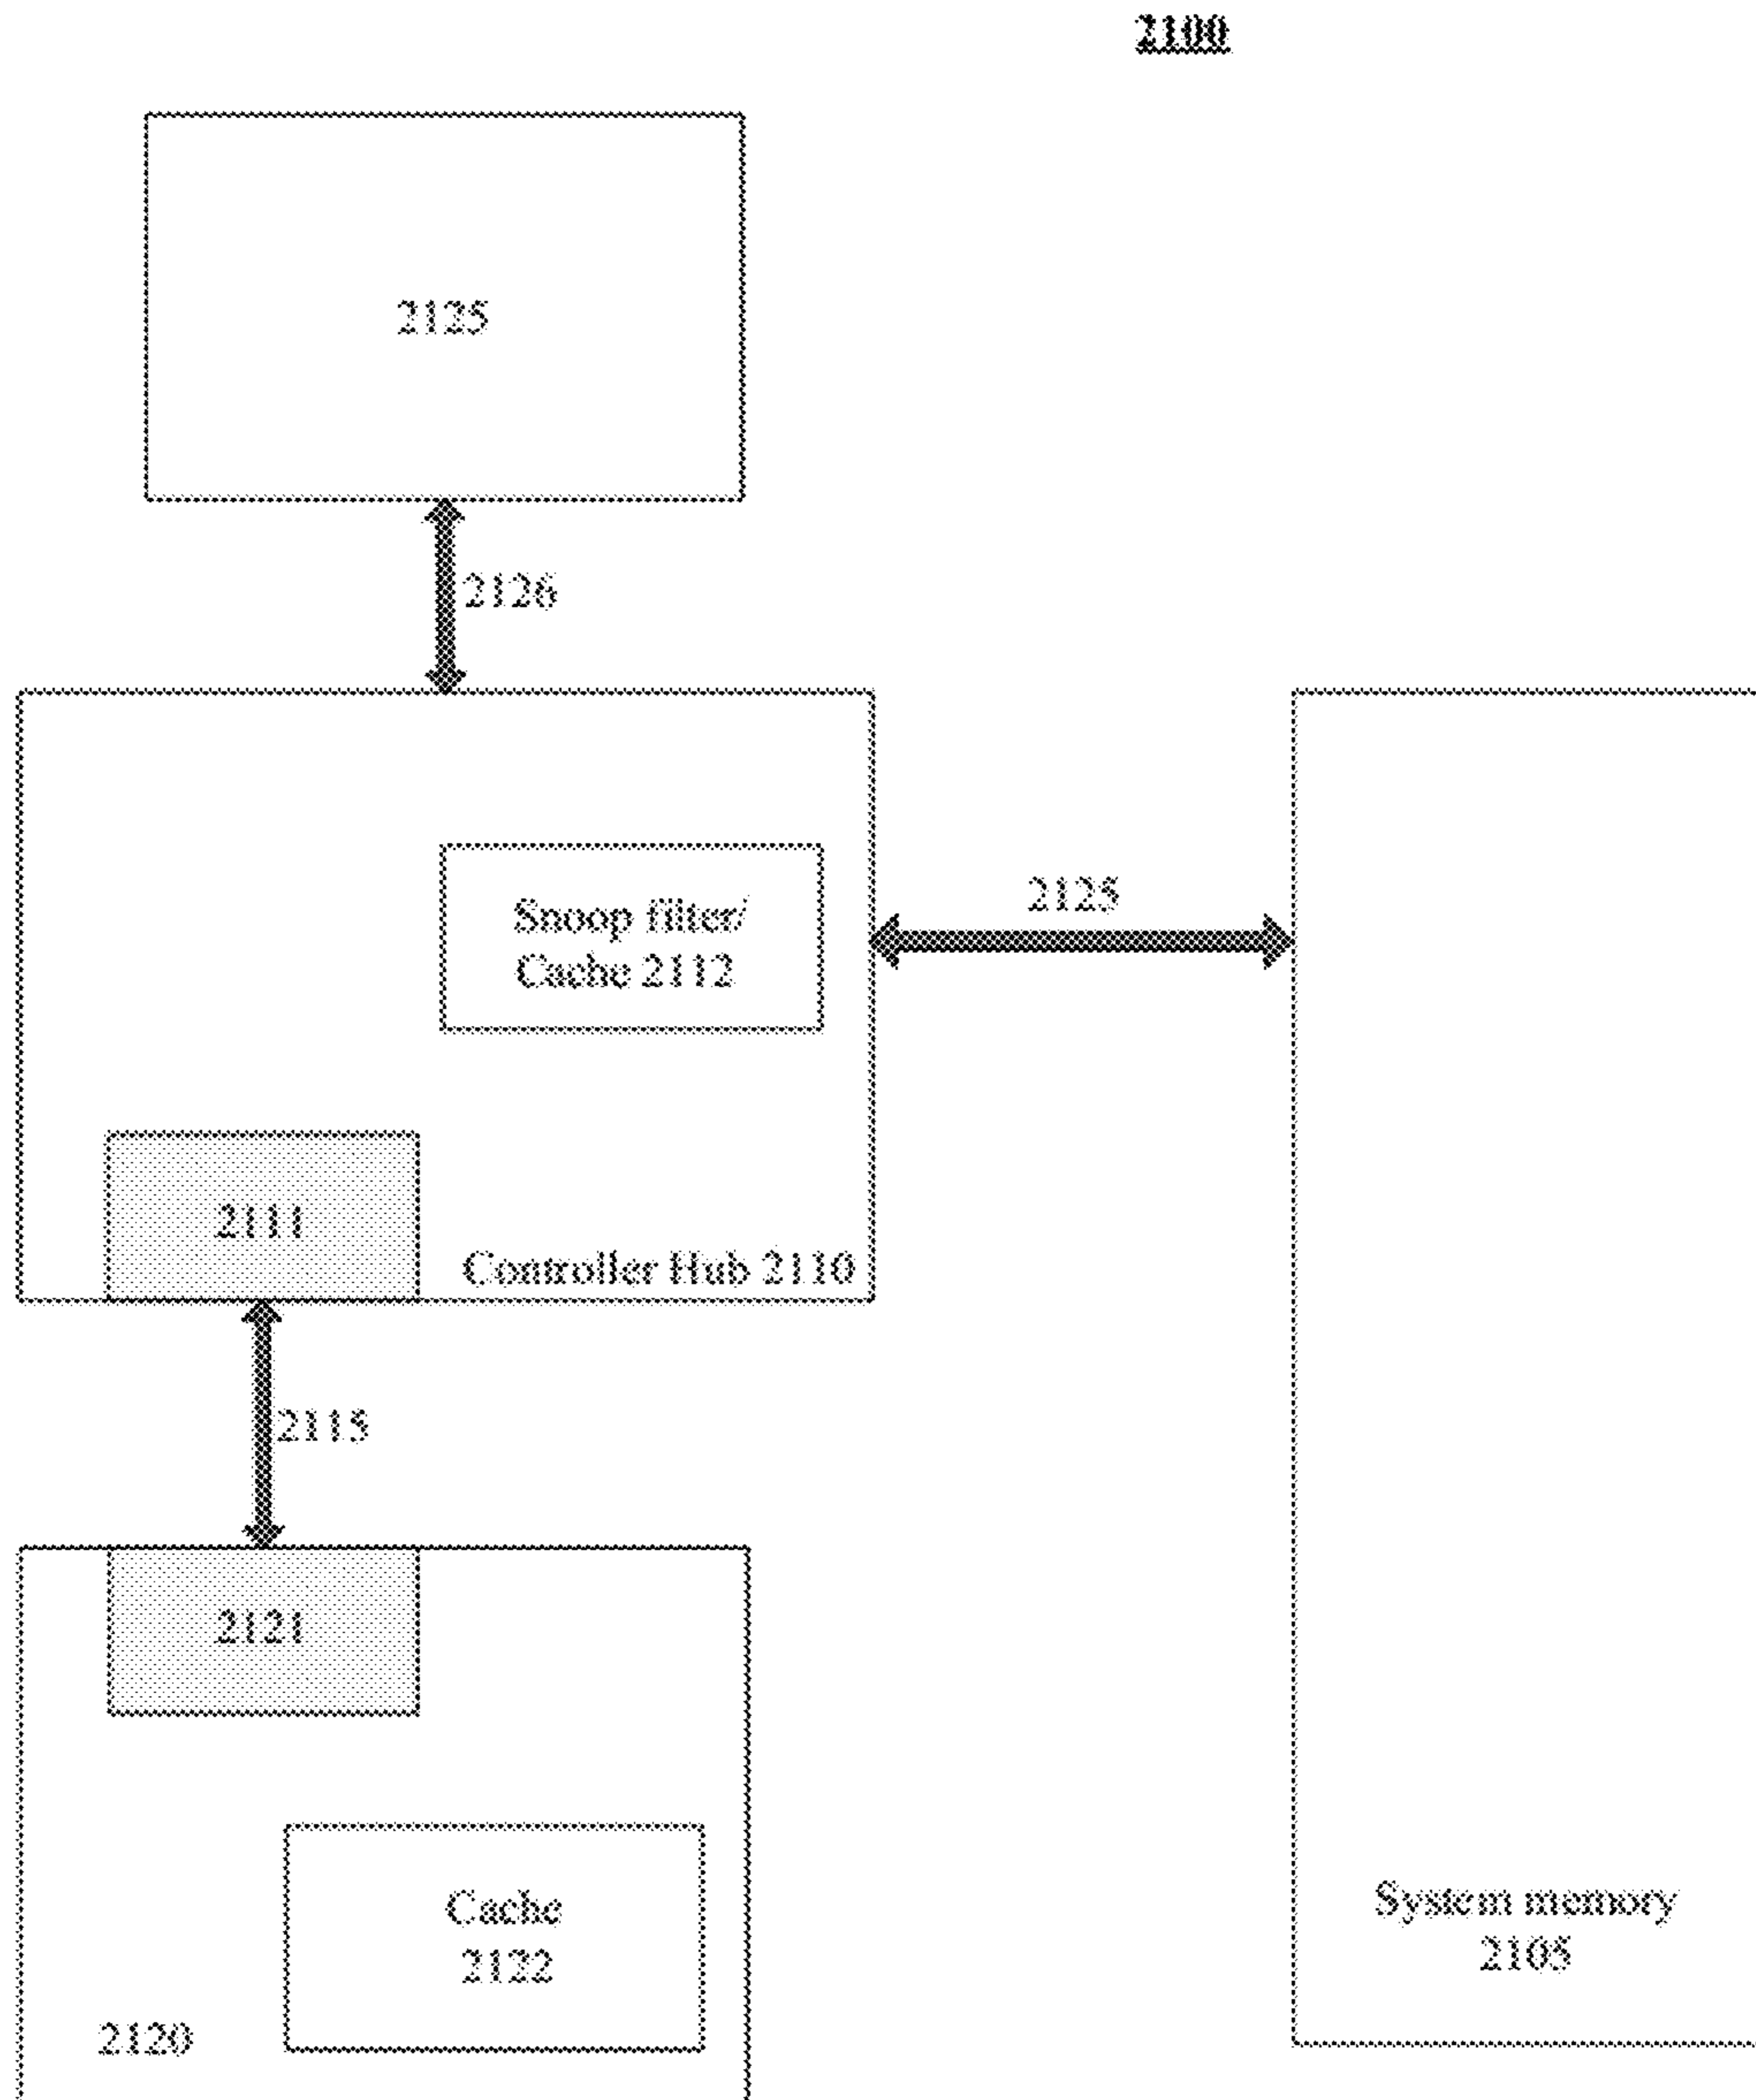 2100
2125
2126
Snoop filter/
Cache 2112
2125
2111
Controller Hub 2110
2115
2121
Cache
2122
2120
System memory
2105